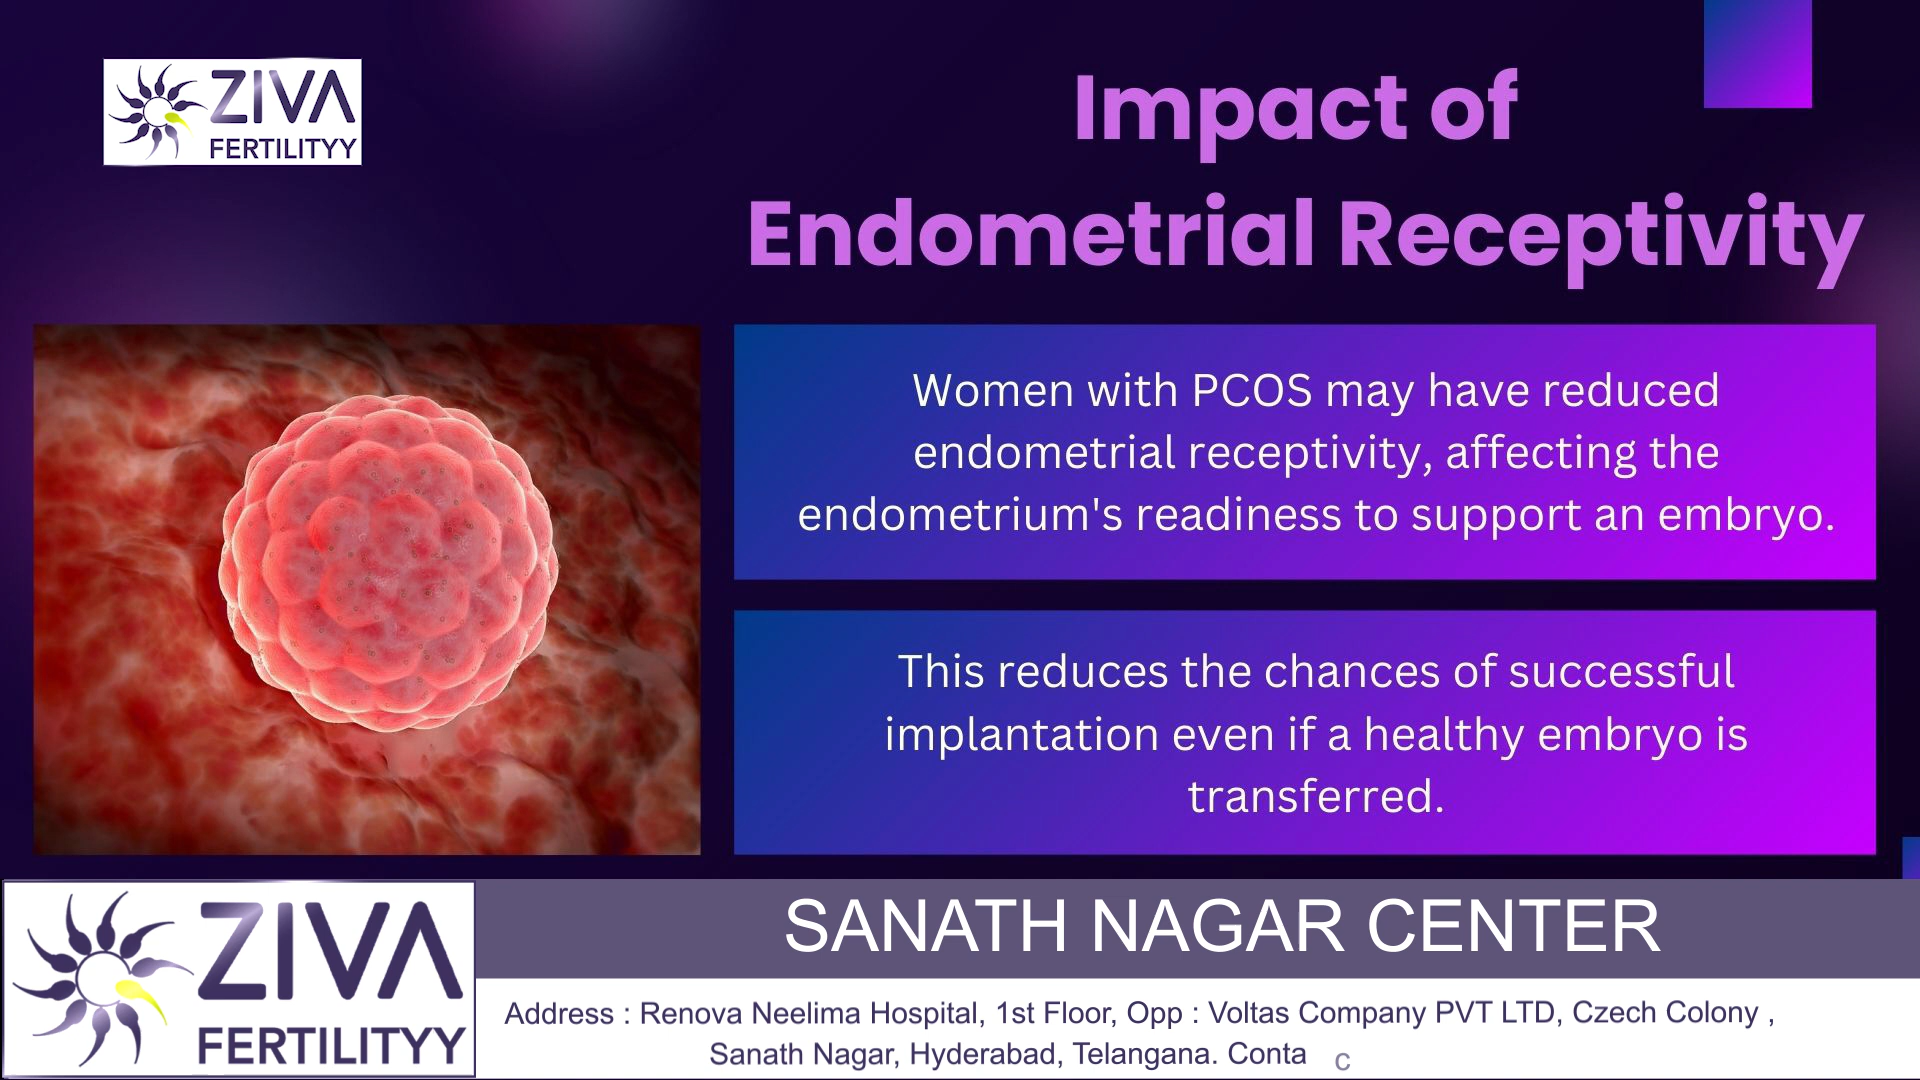 ZIVA
FERTILITYY
Impact of
Endometrial Receptivity
Women with PCOS may have reduced
endometrial receptivity, affecting the
endometrium's readiness to support an embryo.
This reduces the chances of successful
implantation even if a healthy embryo is
transferred.
ZIVA
FERTILITYY
SANATH NAGAR CENTER
Address : Renova Neelima Hospital, 1st Floor, Opp : Voltas Company PVT LTD, Czech Colony ,
Sanath Nagar, Hyderabad, Telangana. Conta c